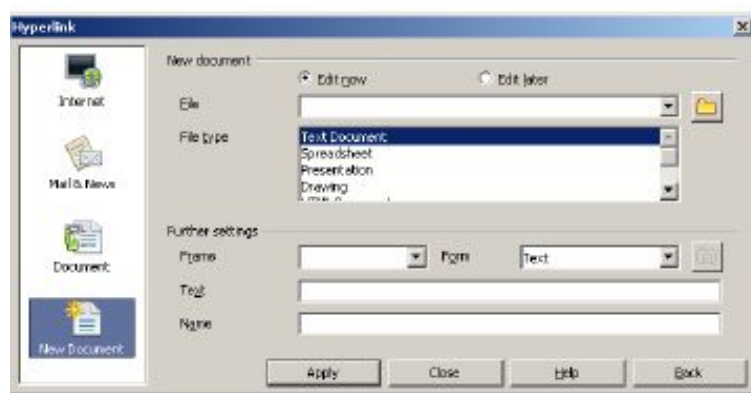 Hyperlink
Internet
Mail & News
Document
New Document
New document
Edit now
Edit later
File
File type
Text Document
Spreadsheet
Presentation
Drawing
Further settings
Frame
Form
Text
Text
Name
Apply
Close
Help
Back